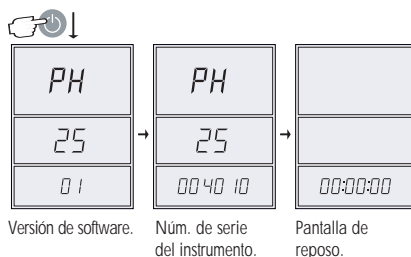 PH PH
25 → 25 →
01 004010 00:00:00
Versión de software. Núm. de serie Pantalla de
del instrumento. reposo.